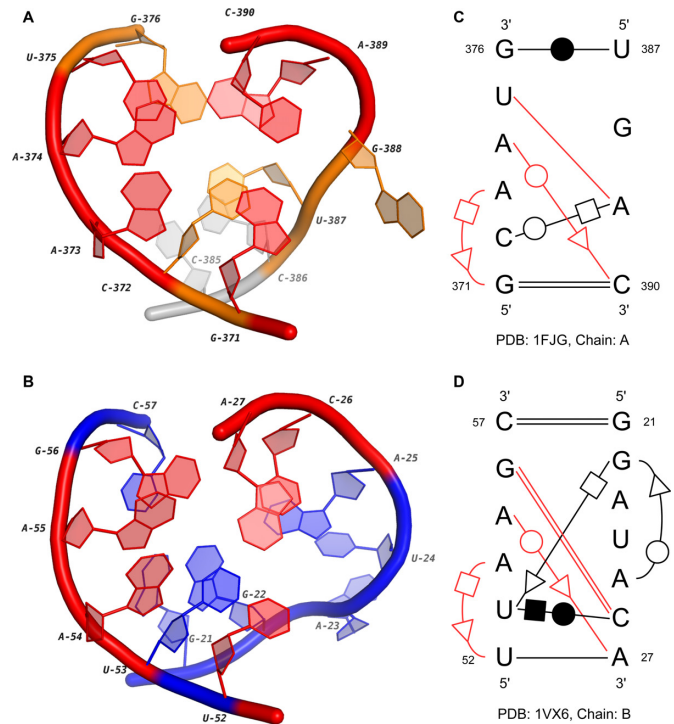 A
G-376
C-390
U-375
A-389
A-374
G-388
U-387
A-373
C-385
C-386
C-372
G-371
C
3' 5'
376 G U 387
U
G
A
A
A
C
371 G C 390
5' 3'
PDB: 1FJG, Chain: A
B
C-57
A-27
C-26
G-56
A-25
A-55
U-24
G-22
A-54
G-21
A-23
U-53
U-52
D
3' 5'
57 C G 21
G G
A A
A U
A
U C
52 U A 27
5' 3'
PDB: 1VX6, Chain: B